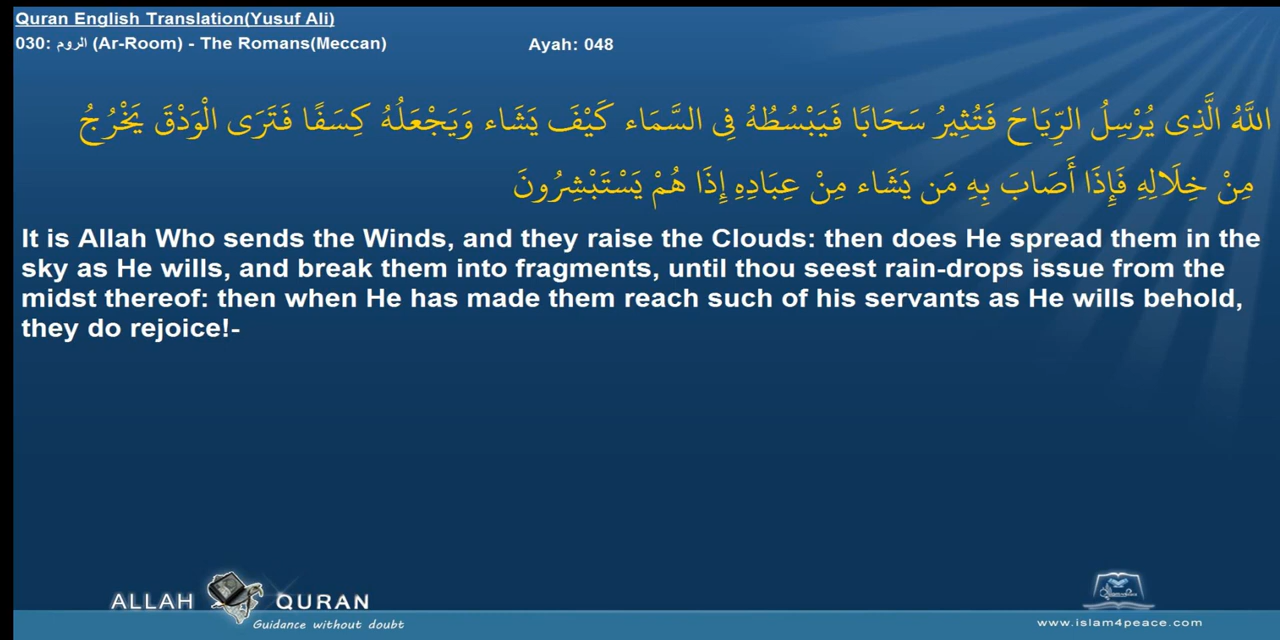 Quran English Translation(Yusuf Ali)
030: الروم (Ar-Room) - The Romans(Meccan) Ayah: 048
اللَّهُ الَّذِى يُرْسِلُ الرِّيَاحَ فَتُثِيرُ سَحَابًا فَيَبْسُطُهُ فِى السَّمَاء كَيْفَ يَشَاء وَيَجْعَلُهُ كِسَفًا فَتَرَى الْوَدْقَ يَخْرُجُ
مِنْ خِلَالِهِ فَإِذَا أَصَابَ بِهِ مَن يَشَاء مِنْ عِبَادِهِ إِذَا هُمْ يَسْتَبْشِرُونَ
It is Allah Who sends the Winds, and they raise the Clouds: then does He spread them in the
sky as He wills, and break them into fragments, until thou seest rain-drops issue from the
midst thereof: then when He has made them reach such of his servants as He wills behold,
they do rejoice!-
ALLAH QURAN
Guidance without doubt
www.islam4peace.com